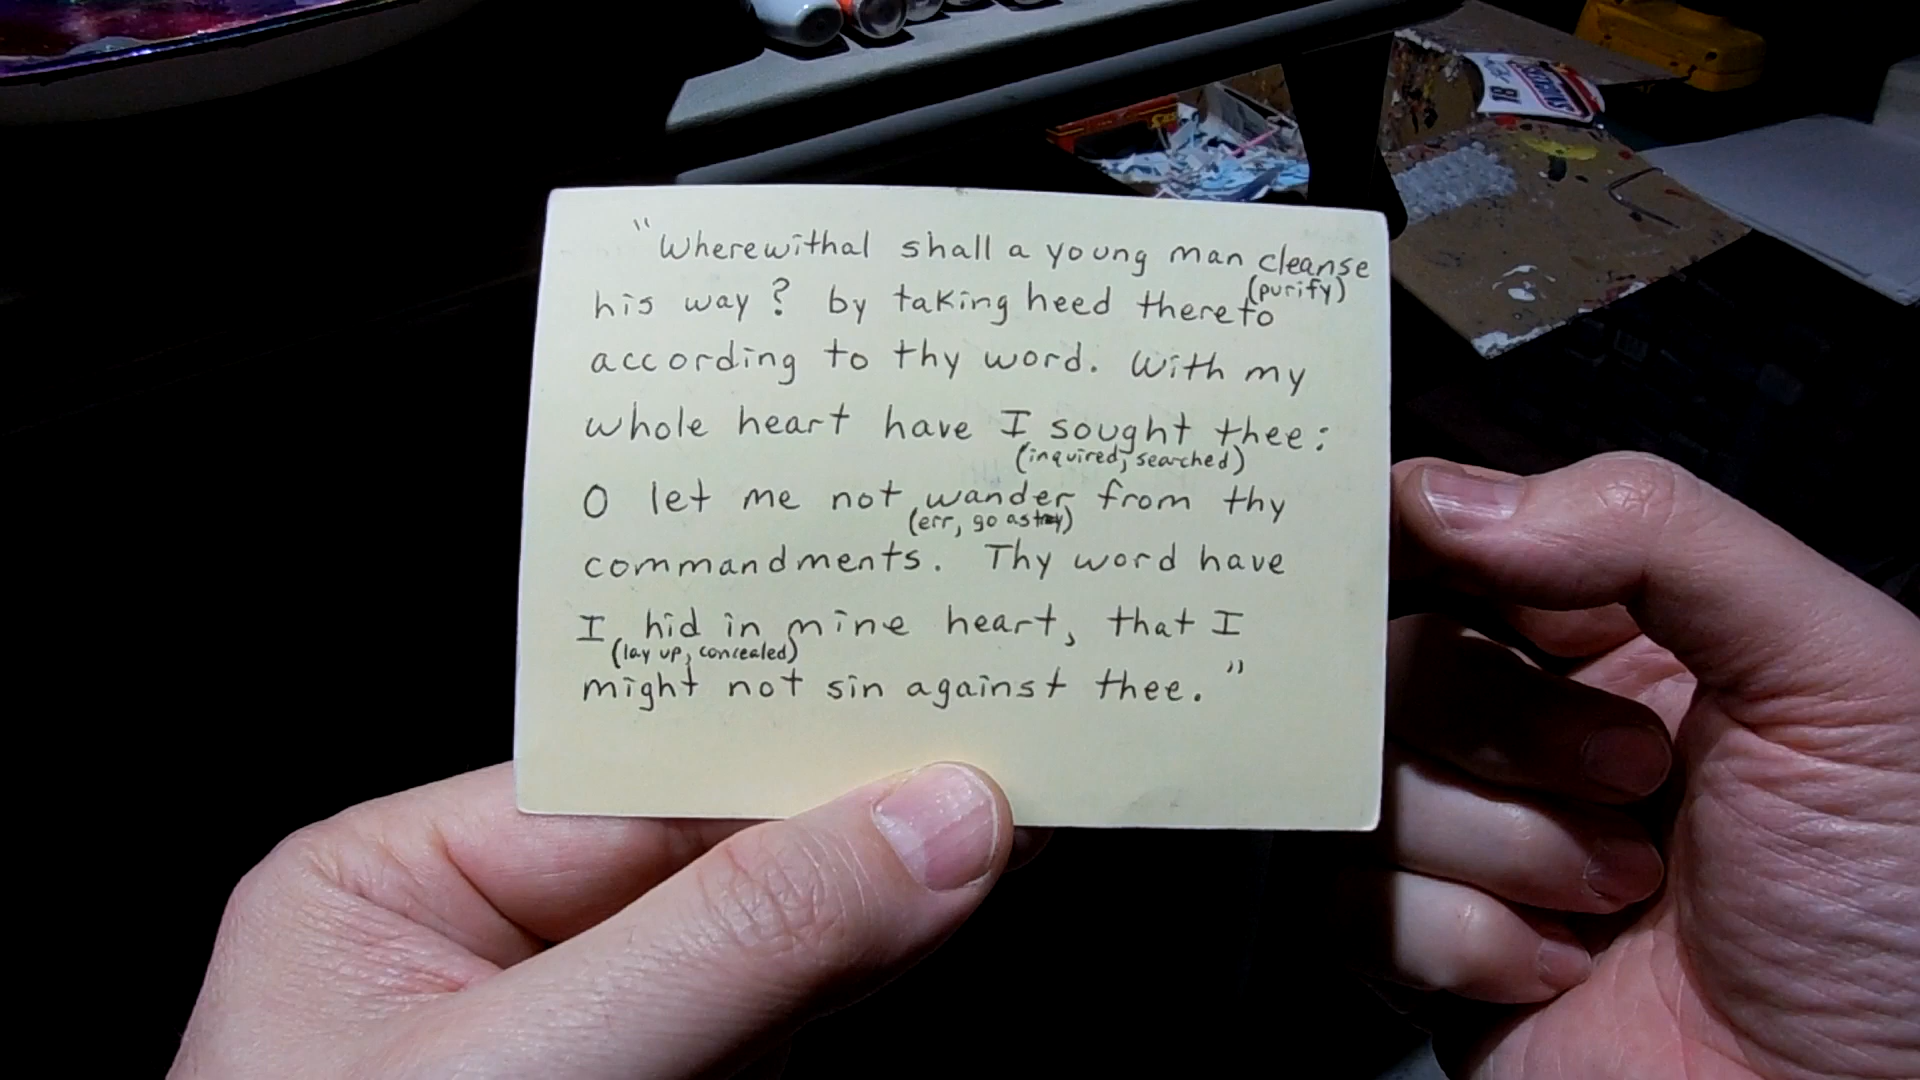 "Wherewithal shall a young man cleanse
(purify)
his way? by taking heed thereto
according to thy word. With my
whole heart have I sought thee:
(inquired, searched)
O let me not wander from thy
(err, go astray)
commandments. Thy word have
I hid in mine heart, that I
(lay up, concealed)
might not sin against thee."
18